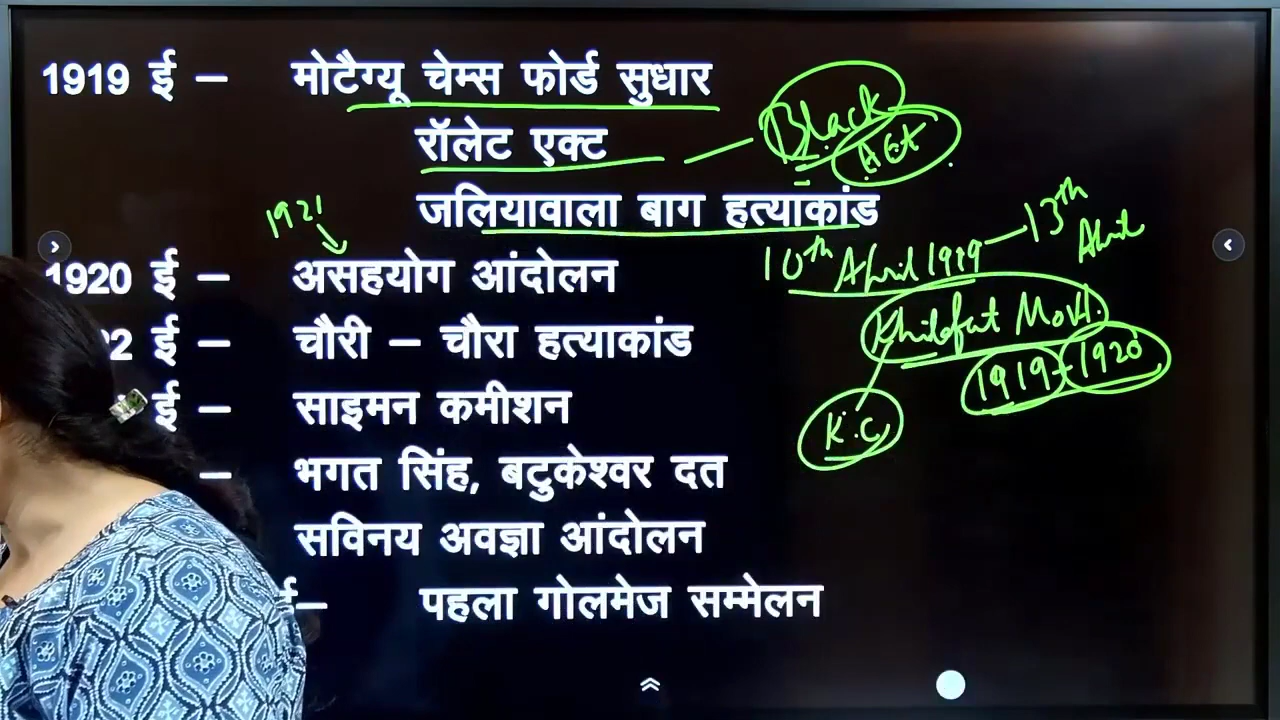 1919 ई – मोटैग्यू चेम्स फोर्ड सुधार
रॉलेट एक्ट – Black Act
जलियावाला बाग हत्याकांड
10th April 1919 – 13th April
1921
1920 ई – असहयोग आंदोलन
Khilafat Movt.
1919-1920
K.C
22 ई – चौरी – चौरा हत्याकांड
ई – साइमन कमीशन
– भगत सिंह, बटुकेश्वर दत
सविनय अवज्ञा आंदोलन
ई– पहला गोलमेज सम्मेलन